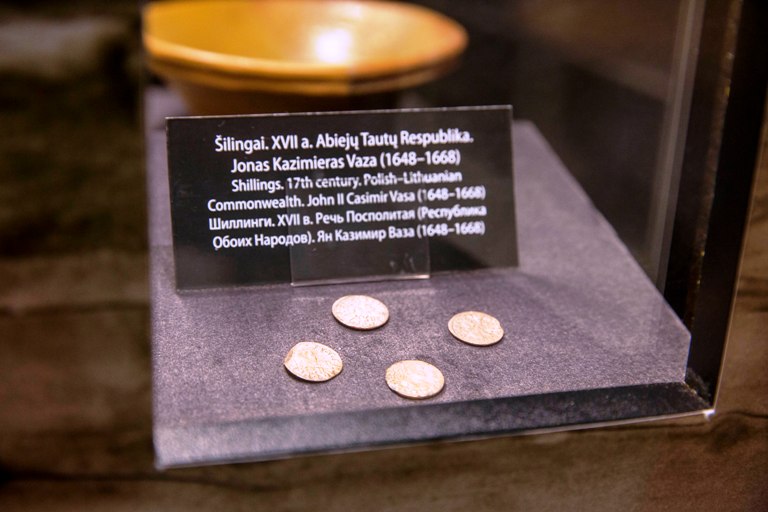 Šilingai. XVII a. Abiejų Tautų Respublika.
Jonas Kazimieras Vaza (1648–1668)
Shillings. 17th century. Polish–Lithuanian
Commonwealth. John II Casimir Vasa (1648–1668)
Шиллинги. XVII в. Речь Посполитая (Республика
Обоих Народов). Ян Казимир Ваза (1648–1668)